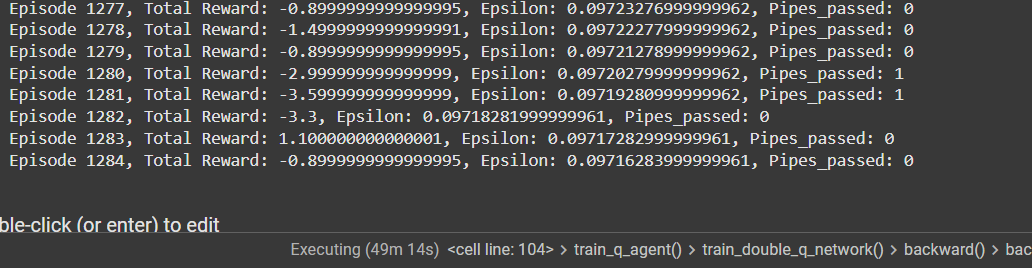 Episode 1277, Total Reward: -0.8999999999999995, Epsilon: 0.09723276999999962, Pipes_passed: 0
Episode 1278, Total Reward: -1.4999999999999991, Epsilon: 0.09722277999999962, Pipes_passed: 0
Episode 1279, Total Reward: -0.8999999999999995, Epsilon: 0.09721278999999962, Pipes_passed: 0
Episode 1280, Total Reward: -2.999999999999999, Epsilon: 0.09720279999999962, Pipes_passed: 1
Episode 1281, Total Reward: -3.599999999999999, Epsilon: 0.09719280999999962, Pipes_passed: 1
Episode 1282, Total Reward: -3.3, Epsilon: 0.09718281999999961, Pipes_passed: 0
Episode 1283, Total Reward: 1.100000000000001, Epsilon: 0.09717282999999961, Pipes_passed: 0
Episode 1284, Total Reward: -0.8999999999999995, Epsilon: 0.09716283999999961, Pipes_passed: 0
ble-click (or enter) to edit
Executing (49m 14s) <cell line: 104> > train_q_agent() > train_double_q_network() > backward() > bac